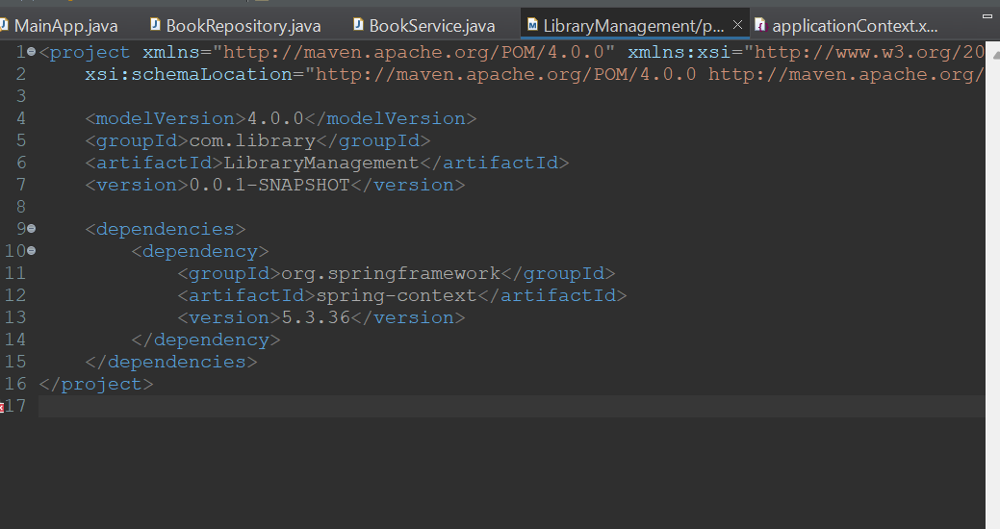 MainApp.java BookRepository.java BookService.java LibraryManagement/p... applicationContext.x...
1 <project xmlns="http://maven.apache.org/POM/4.0.0" xmlns:xsi="http://www.w3.org/20
2 xsi:schemaLocation="http://maven.apache.org/POM/4.0.0 http://maven.apache.org/
3
4 <modelVersion>4.0.0</modelVersion>
5 <groupId>com.library</groupId>
6 <artifactId>LibraryManagement</artifactId>
7 <version>0.0.1-SNAPSHOT</version>
8
9 <dependencies>
10 <dependency>
11 <groupId>org.springframework</groupId>
12 <artifactId>spring-context</artifactId>
13 <version>5.3.36</version>
14 </dependency>
15 </dependencies>
16 </project>
17